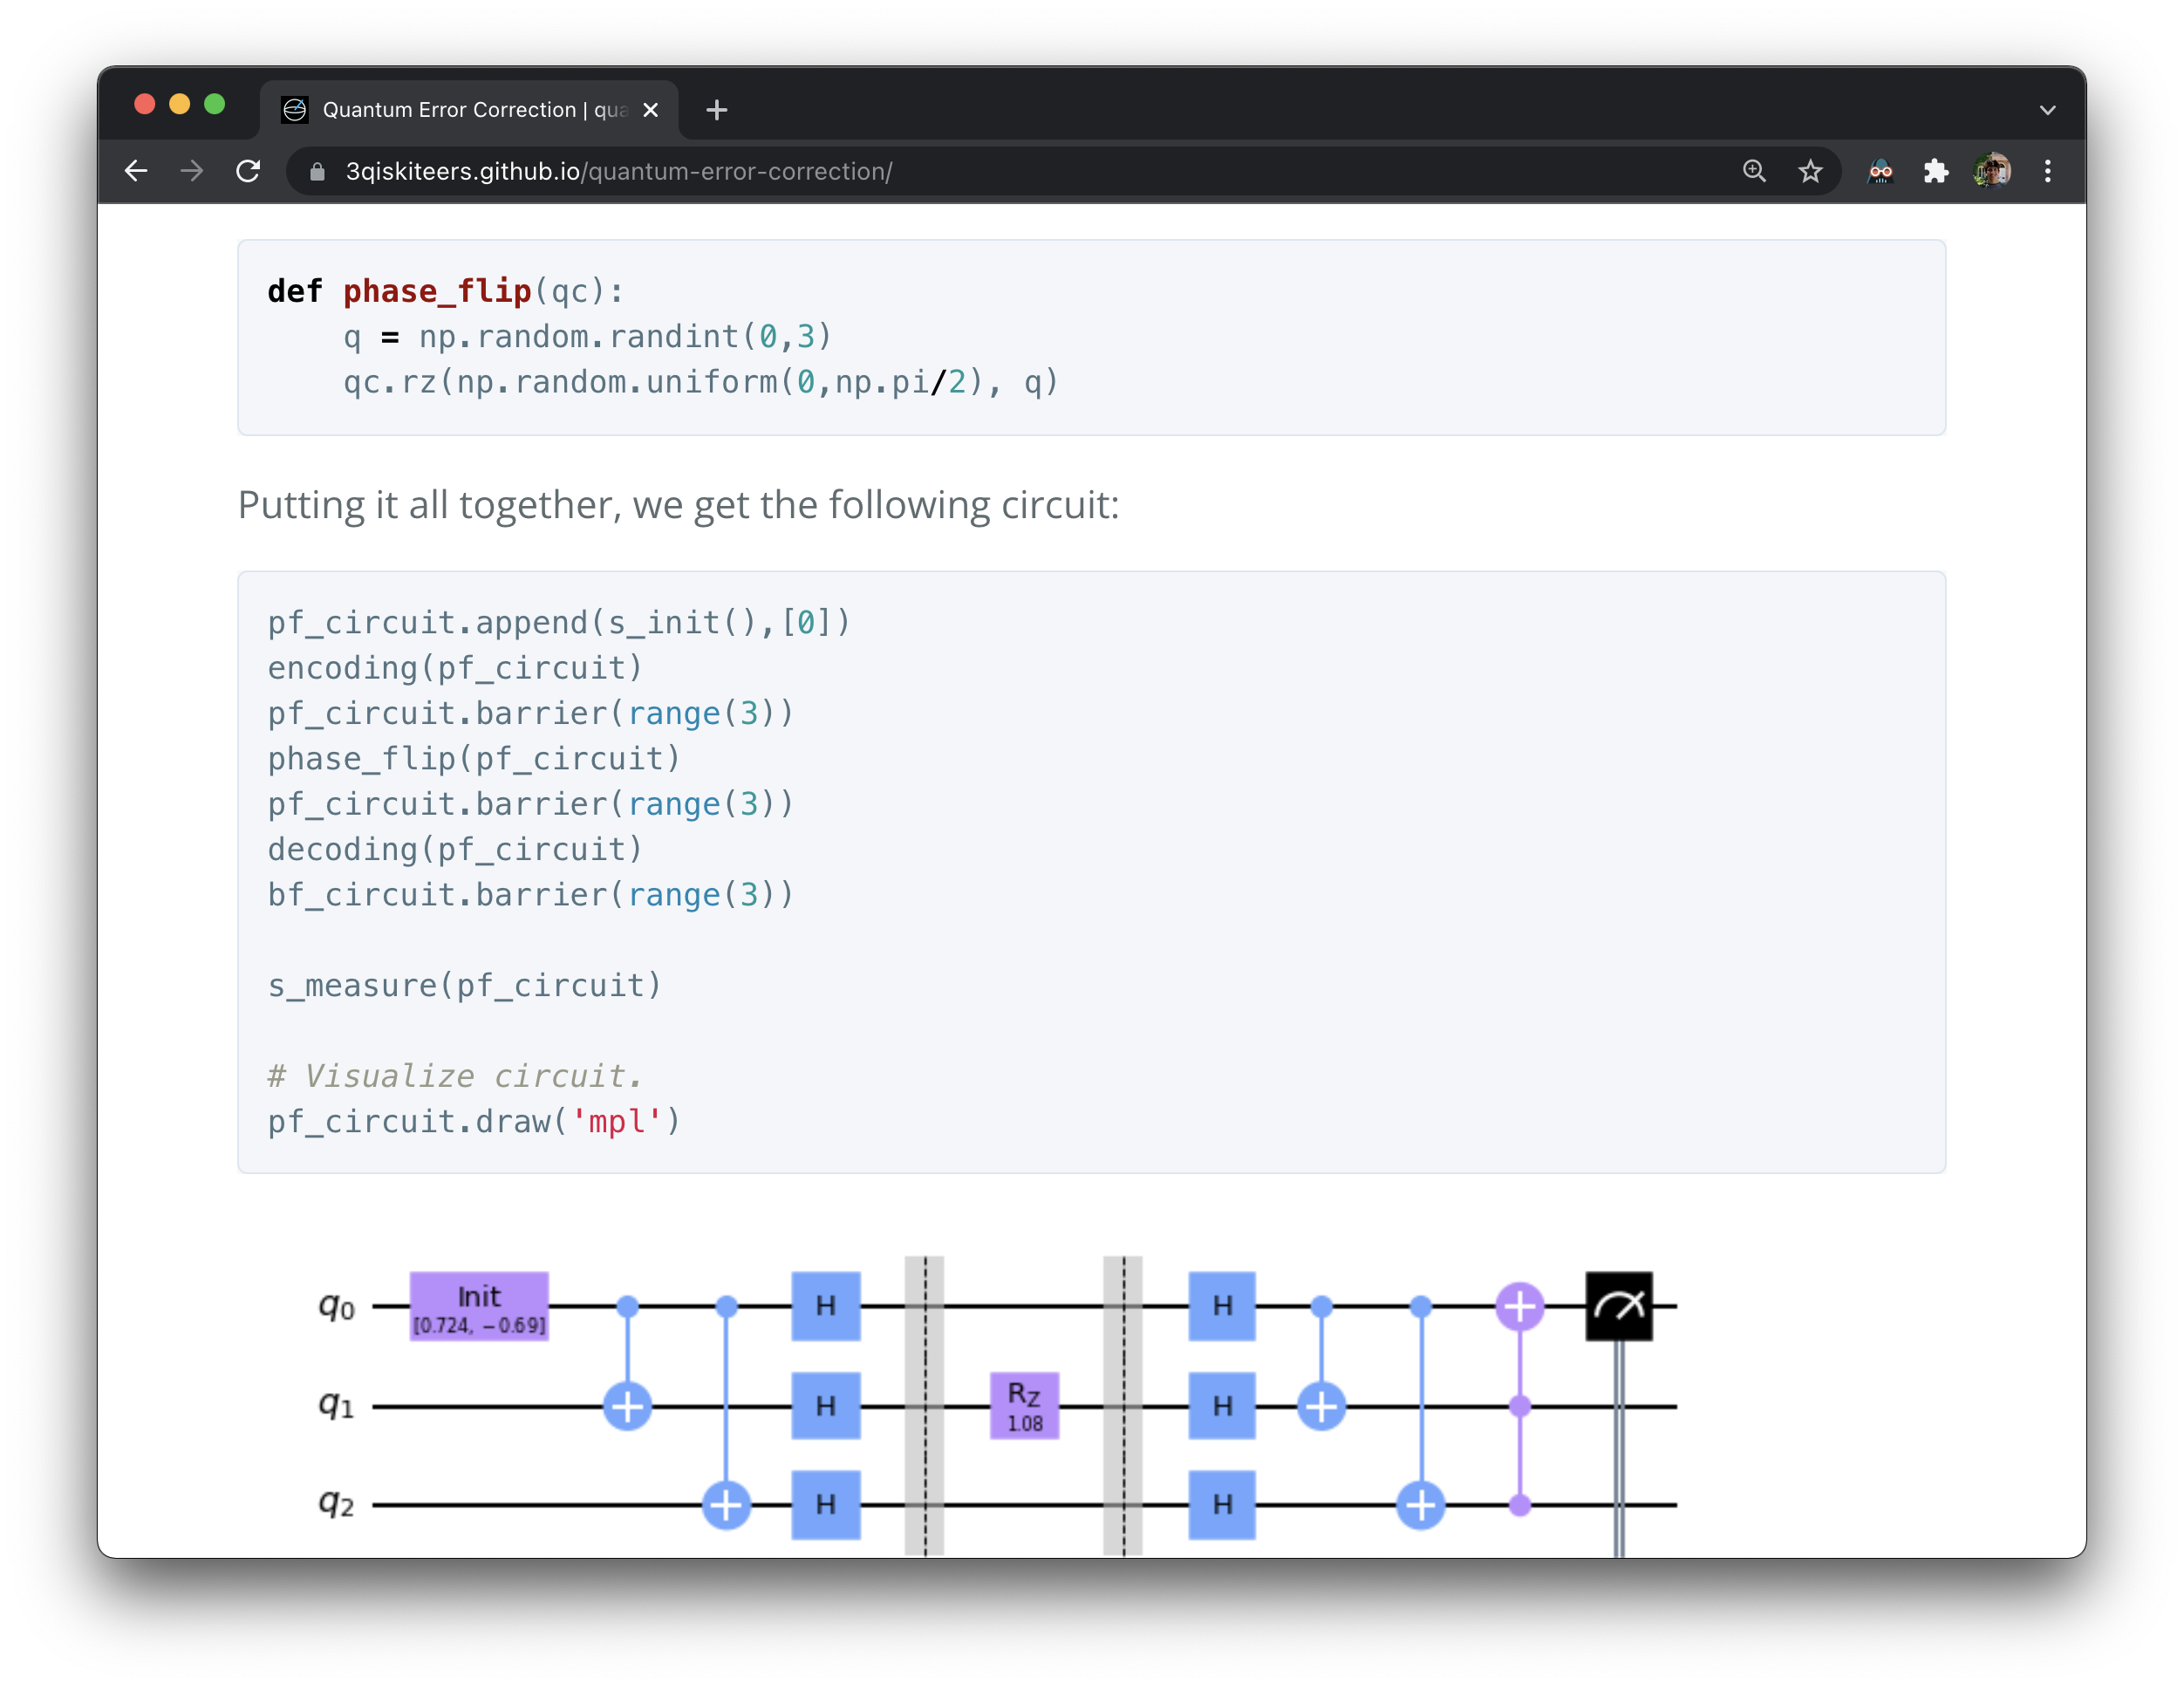 Quantum Error Correction | qua
3qiskiteers.github.io/quantum-error-correction/
def phase_flip(qc):
    q = np.random.randint(0,3)
    qc.rz(np.random.uniform(0,np.pi/2), q)
Putting it all together, we get the following circuit:
pf_circuit.append(s_init(),[0])
encoding(pf_circuit)
pf_circuit.barrier(range(3))
phase_flip(pf_circuit)
pf_circuit.barrier(range(3))
decoding(pf_circuit)
bf_circuit.barrier(range(3))
s_measure(pf_circuit)
# Visualize circuit.
pf_circuit.draw('mpl')
q0 Init H H
[0.724, −0.69]
q1 H RZ H
1.08
q2 H H